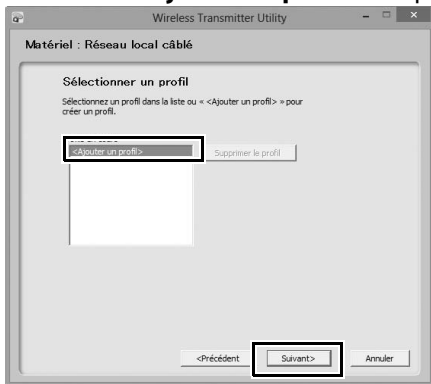 Wireless Transmitter Utility
Matériel : Réseau local câblé
Sélectionner un profil
Sélectionnez un profil dans la liste ou « <Ajouter un profil> » pour
créer un profil.
<Ajouter un profil>
Supprimer le profil
<Précédent
Suivant>
Annuler